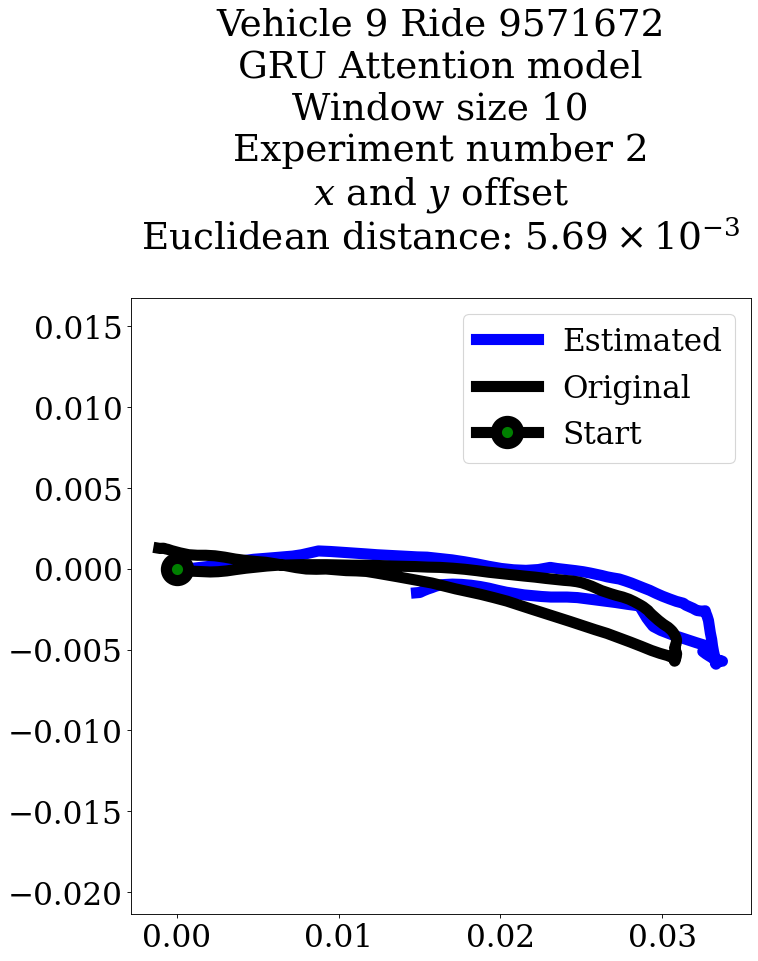 Vehicle 9 Ride 9571672
GRU Attention model
Window size 10
Experiment number 2
x and y offset
Euclidean distance: 5.69 × 10⁻³
Estimated
Original
Start
0.015
0.010
0.005
0.000
−0.005
−0.010
−0.015
−0.020
0.00 0.01 0.02 0.03